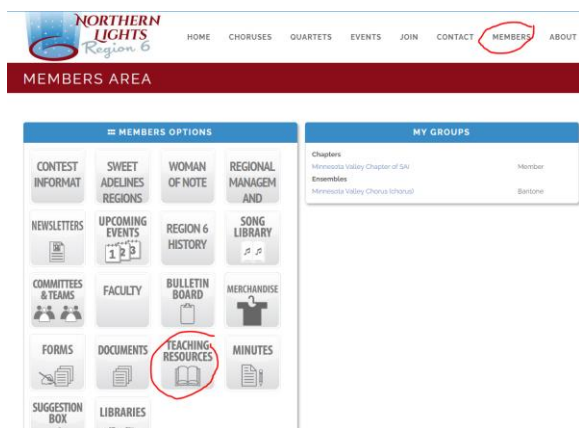 NORTHERN
LIGHTS
Region 6
HOME CHORUSES QUARTETS EVENTS JOIN CONTACT MEMBERS ABOUT
MEMBERS AREA
MEMBERS OPTIONS
CONTEST
INFORMAT
SWEET
ADELINES
REGIONS
WOMAN
OF NOTE
REGIONAL
MANAGEM
AND
NEWSLETTERS
UPCOMING
EVENTS
1 2 3
REGION 6
HISTORY
SONG
LIBRARY
COMMITTEES
& TEAMS
FACULTY
BULLETIN
BOARD
MERCHANDISE
FORMS
DOCUMENTS
TEACHING
RESOURCES
MINUTES
SUGGESTION
BOX
LIBRARIES
MY GROUPS
Chapters
Minnesota Valley Chapter of SAI Member
Ensembles
Minnesota Valley Chorus (chorus) Baritone